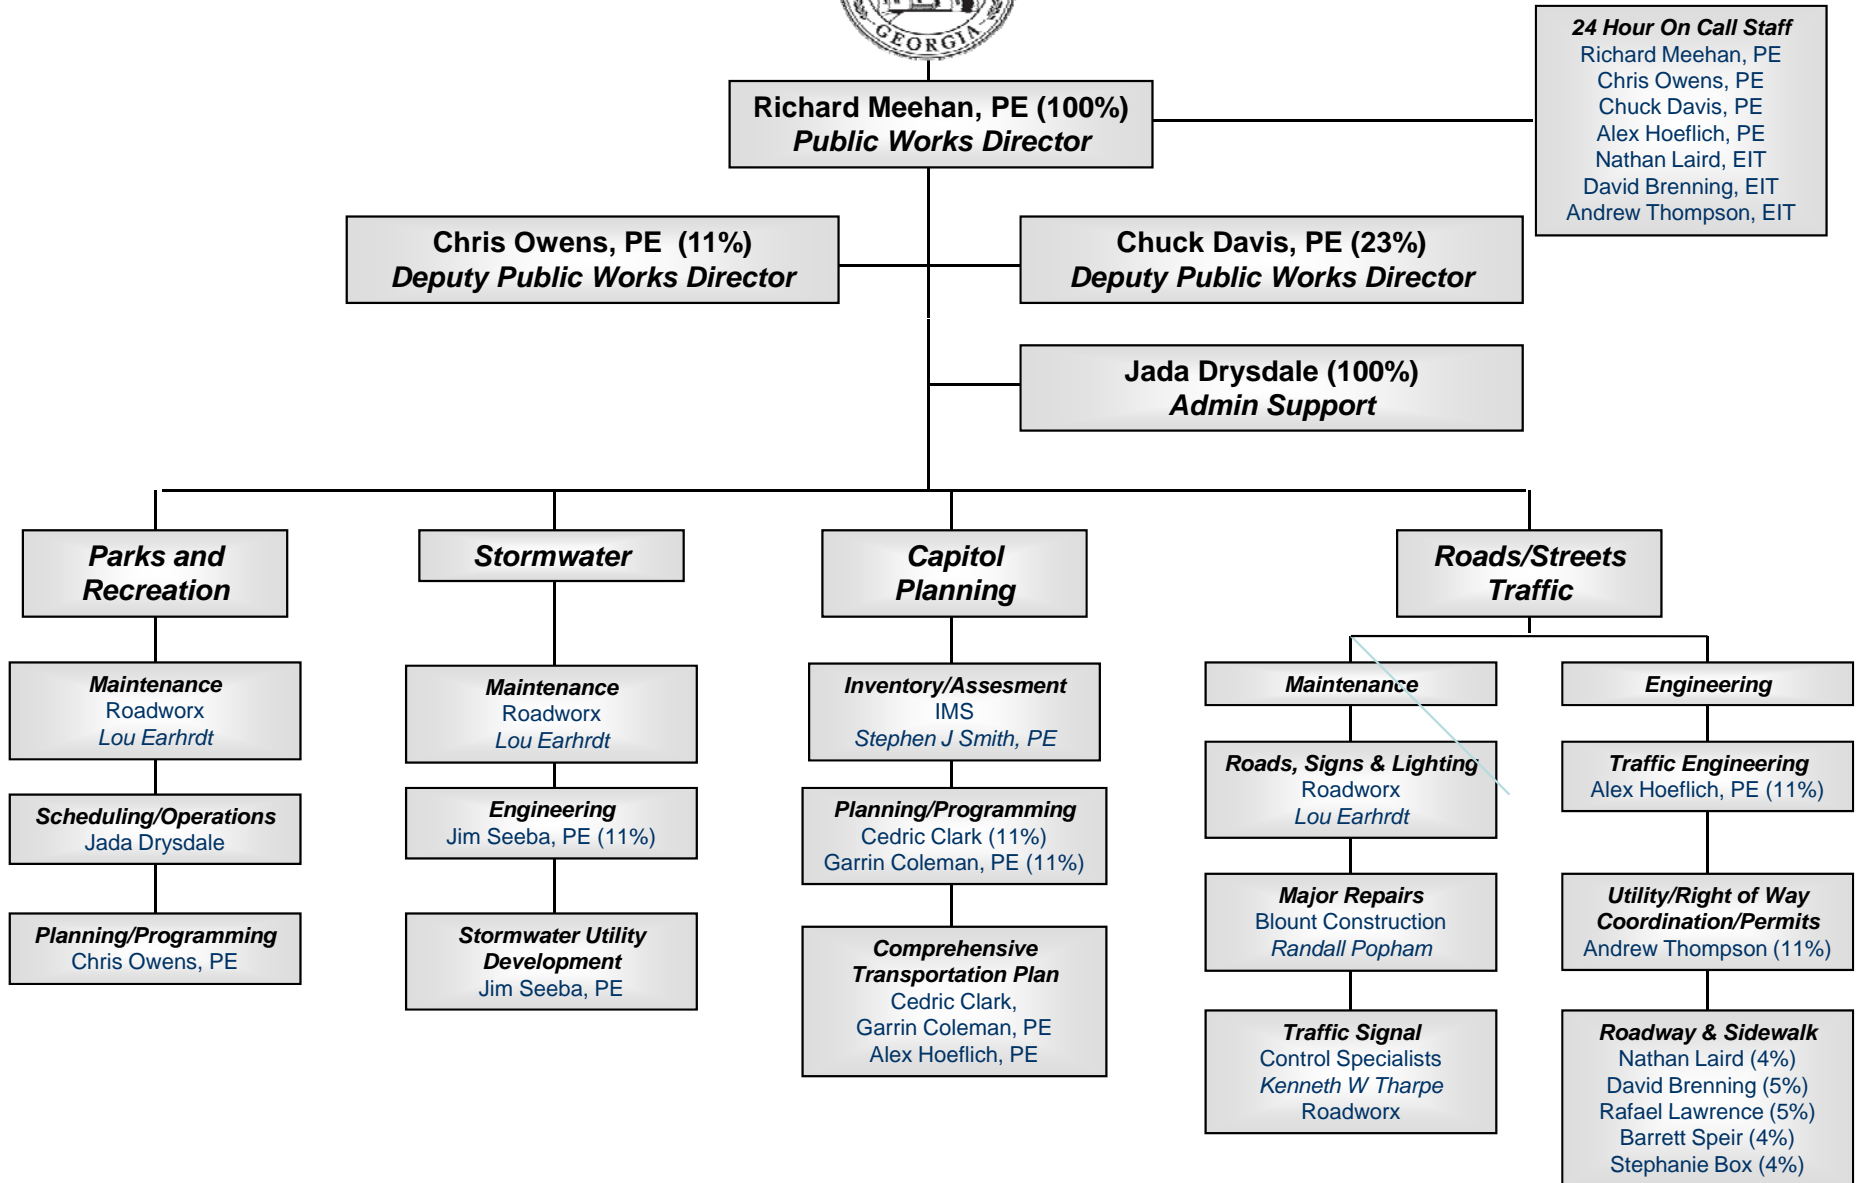 GEORGIA
24 Hour On Call Staff
Richard Meehan, PE
Chris Owens, PE
Chuck Davis, PE
Alex Hoeflich, PE
Nathan Laird, EIT
David Brenning, EIT
Andrew Thompson, EIT
Richard Meehan, PE (100%)
Public Works Director
Chris Owens, PE (11%)
Deputy Public Works Director
Chuck Davis, PE (23%)
Deputy Public Works Director
Jada Drysdale (100%)
Admin Support
Parks and
Recreation
Maintenance
Roadworx
Lou Earhrdt
Scheduling/Operations
Jada Drysdale
Planning/Programming
Chris Owens, PE
Stormwater
Maintenance
Roadworx
Lou Earhrdt
Engineering
Jim Seeba, PE (11%)
Stormwater Utility
Development
Jim Seeba, PE
Capitol
Planning
Inventory/Assesment
IMS
Stephen J Smith, PE
Planning/Programming
Cedric Clark (11%)
Garrin Coleman, PE (11%)
Comprehensive
Transportation Plan
Cedric Clark,
Garrin Coleman, PE
Alex Hoeflich, PE
Roads/Streets
Traffic
Maintenance
Roads, Signs & Lighting
Roadworx
Lou Earhrdt
Major Repairs
Blount Construction
Randall Popham
Traffic Signal
Control Specialists
Kenneth W Tharpe
Roadworx
Engineering
Traffic Engineering
Alex Hoeflich, PE (11%)
Utility/Right of Way
Coordination/Permits
Andrew Thompson (11%)
Roadway & Sidewalk
Nathan Laird (4%)
David Brenning (5%)
Rafael Lawrence (5%)
Barrett Speir (4%)
Stephanie Box (4%)